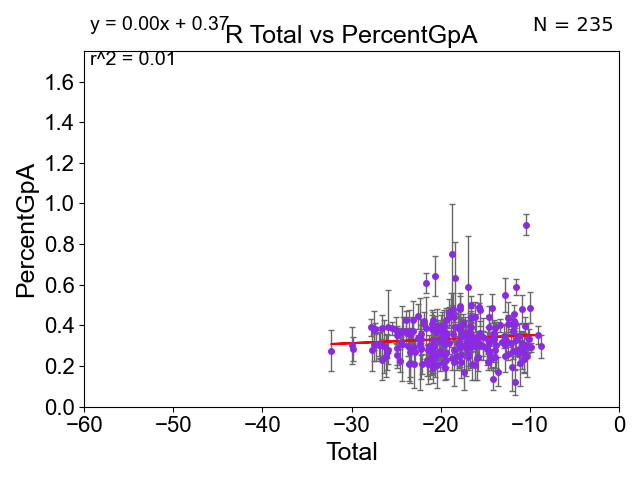 y = 0.00x + 0.37
R Total vs PercentGpA
N = 235
r^2 = 0.01
PercentGpA
1.6
1.4
1.2
1.0
0.8
0.6
0.4
0.2
0.0
−60 −50 −40 −30 −20 −10 0
Total